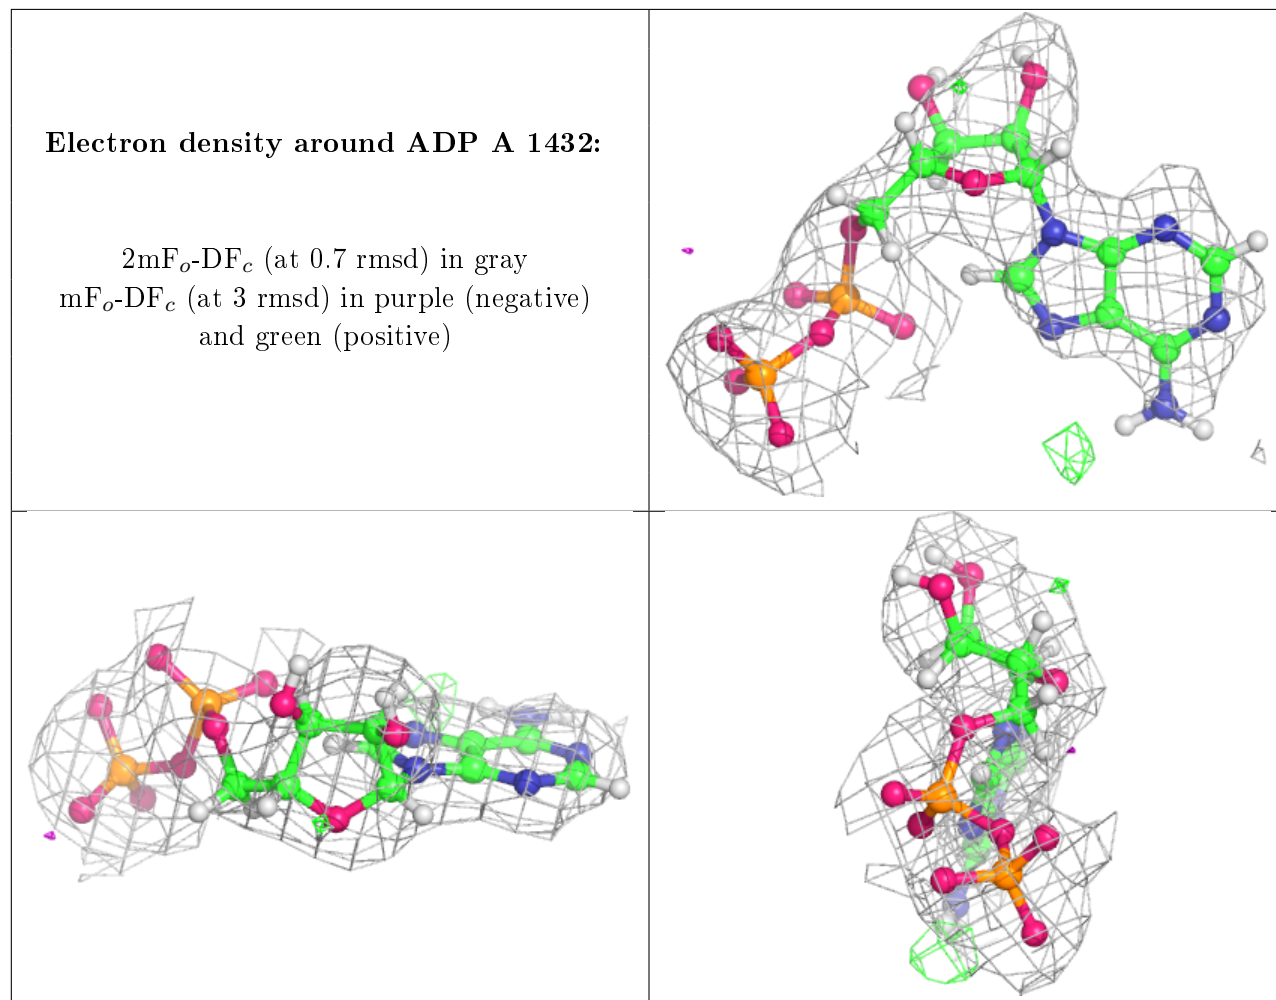 Electron density around ADP A 1432:
2mFₒ-DF𝒸 (at 0.7 rmsd) in gray
mFₒ-DF𝒸 (at 3 rmsd) in purple (negative)
and green (positive)